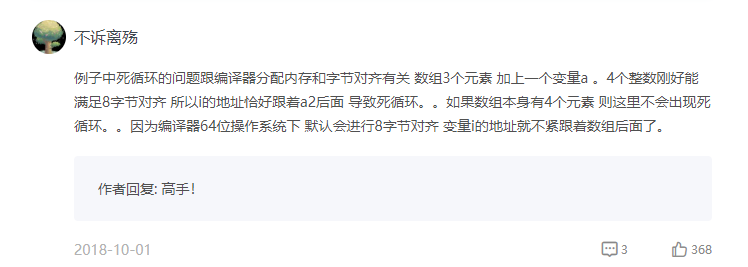 不诉离殇
例子中死循环的问题跟编译器分配内存和字节对齐有关 数组3个元素 加上一个变量a 。4个整数刚好能
满足8字节对齐 所以i的地址恰好跟着a2后面 导致死循环。。如果数组本身有4个元素 则这里不会出现死
循环。。因为编译器64位操作系统下 默认会进行8字节对齐 变量i的地址就不紧跟着数组后面了。
作者回复: 高手！
2018-10-01
3
368